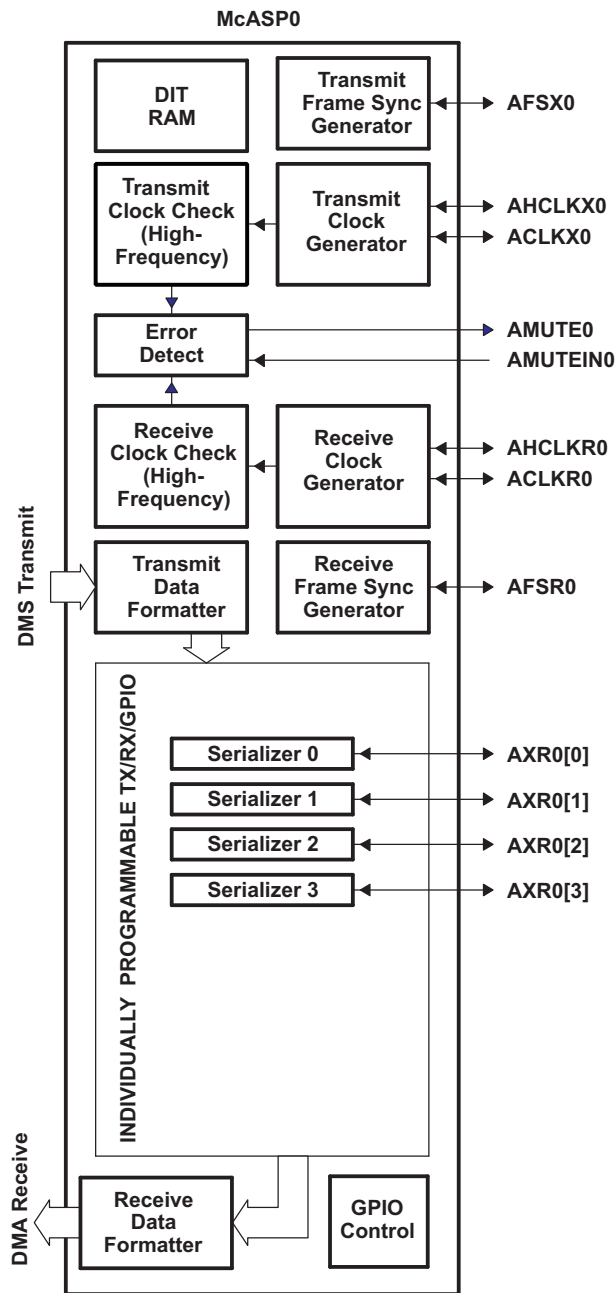 McASP0
DIT
RAM
Transmit
Frame Sync
Generator
AFSX0
Transmit
Clock Check
(High-
Frequency)
Transmit
Clock
Generator
AHCLKX0
ACLKX0
Error
Detect
AMUTE0
AMUTEIN0
Receive
Clock Check
(High-
Frequency)
Receive
Clock
Generator
AHCLKR0
ACLKR0
DMS Transmit
Transmit
Data
Formatter
Receive
Frame Sync
Generator
AFSR0
INDIVIDUALLY PROGRAMMABLE TX/RX/GPIO
Serializer 0
AXR0[0]
Serializer 1
AXR0[1]
Serializer 2
AXR0[2]
Serializer 3
AXR0[3]
DMA Receive
Receive
Data
Formatter
GPIO
Control